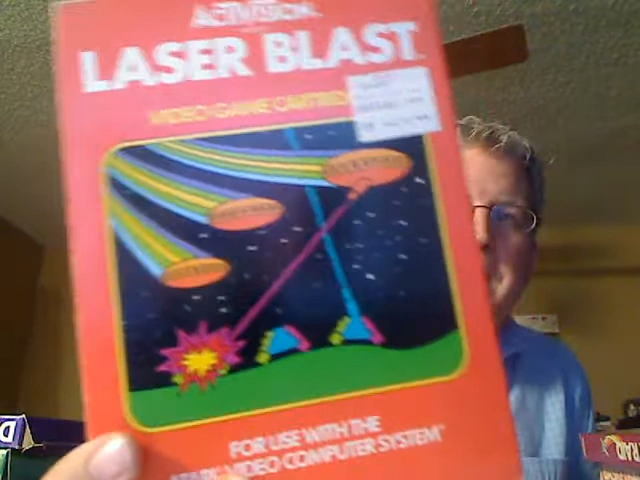 ACTIVISION
LASER BLAST
VIDEO GAME CARTRIDGE
FOR USE WITH THE
ATARI VIDEO COMPUTER SYSTEM